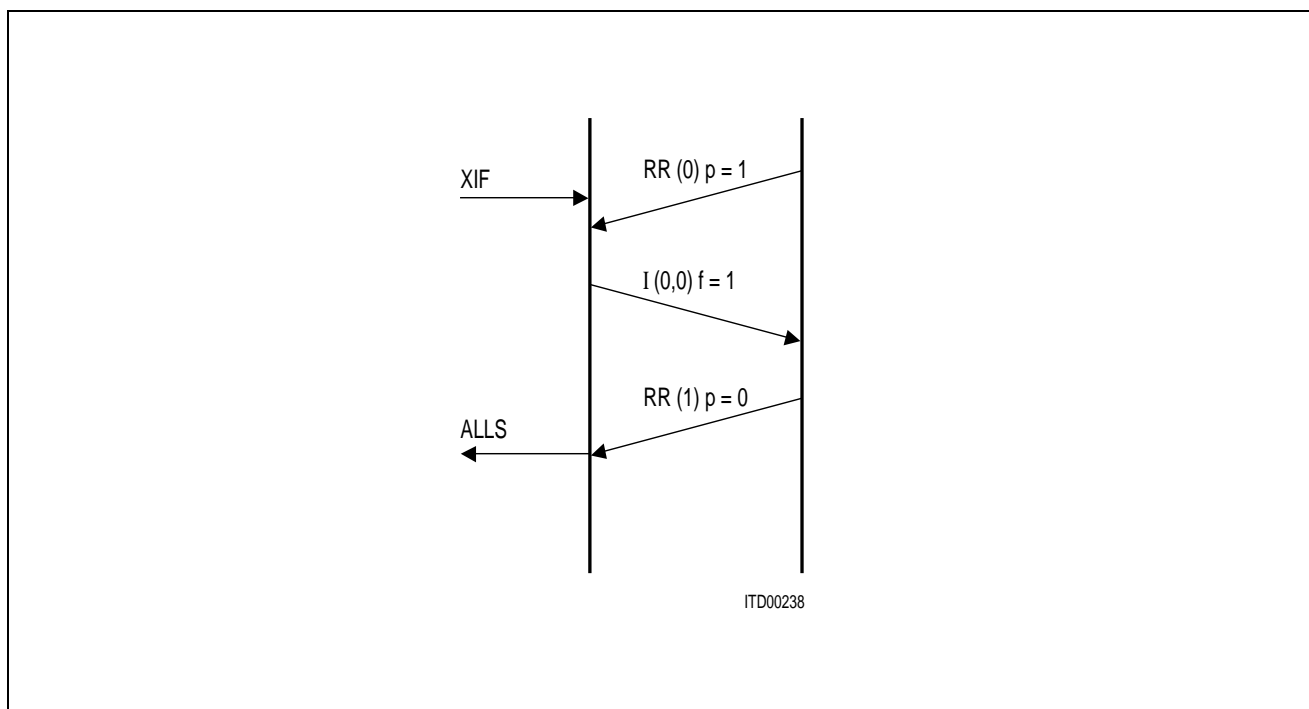 RR (0) p = 1
XIF
I (0,0) f = 1
RR (1) p = 0
ALLS
ITD00238